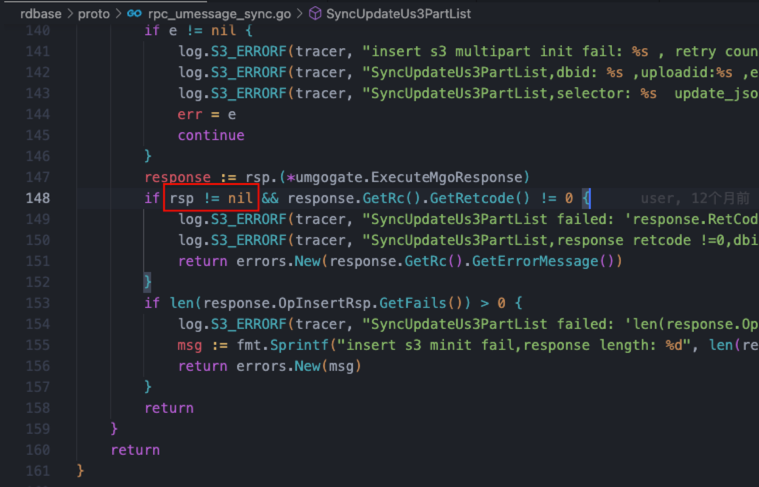 rdbase > proto > rpc_umessage_sync.go > SyncUpdateUs3PartList
140 if e != nil {
141 log.S3_ERRORF(tracer, "insert s3 multipart init fail: %s , retry coun
142 log.S3_ERRORF(tracer, "SyncUpdateUs3PartList,dbid: %s ,uploadid:%s ,e
143 log.S3_ERRORF(tracer, "SyncUpdateUs3PartList,selector: %s  update_jso
144 err = e
145 continue
146 }
147 response := rsp.(*umgogate.ExecuteMgoResponse)
148 if rsp != nil && response.GetRc().GetRetcode() != 0 { user, 12个月前
149 log.S3_ERRORF(tracer, "SyncUpdateUs3PartList failed: 'response.RetCod
150 log.S3_ERRORF(tracer, "SyncUpdateUs3PartList,response retcode !=0,dbi
151 return errors.New(response.GetRc().GetErrorMessage())
152 }
153 if len(response.OpInsertRsp.GetFails()) > 0 {
154 log.S3_ERRORF(tracer, "SyncUpdateUs3PartList failed: 'len(response.Op
155 msg := fmt.Sprintf("insert s3 minit fail,response length: %d", len(re
156 return errors.New(msg)
157 }
158 return
159 }
160 return
161 }